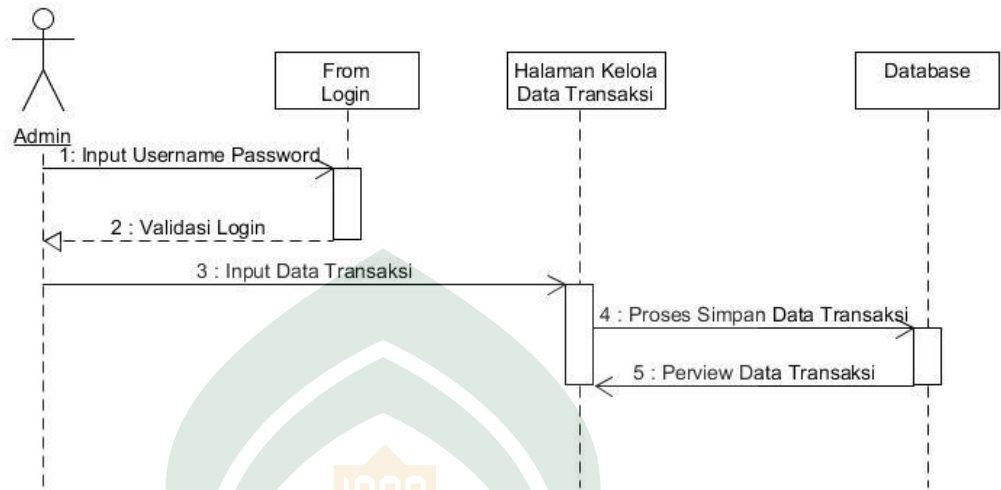 From
Login
Halaman Kelola
Data Transaksi
Database
Admin
1: Input Username Password
2 : Validasi Login
3 : Input Data Transaksi
4 : Proses Simpan Data Transaksi
5 : Perview Data Transaksi